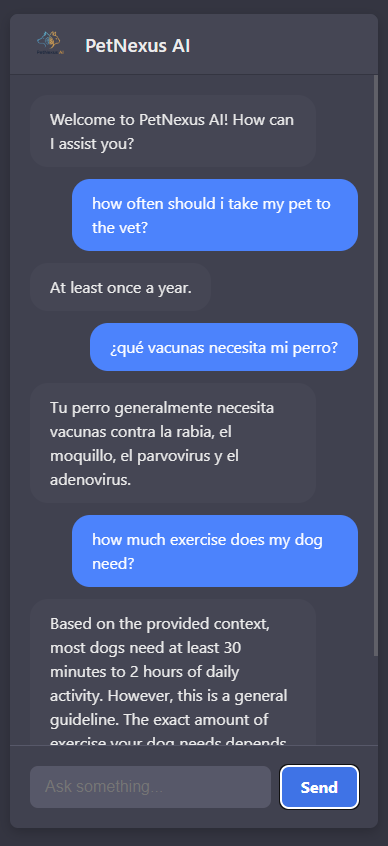 PetNexus AI
PetNexus AI
Welcome to PetNexus AI! How can
I assist you?
how often should i take my pet to
the vet?
At least once a year.
¿qué vacunas necesita mi perro?
Tu perro generalmente necesita
vacunas contra la rabia, el
moquillo, el parvovirus y el
adenovirus.
how much exercise does my dog
need?
Based on the provided context,
most dogs need at least 30
minutes to 2 hours of daily
activity. However, this is a general
guideline. The exact amount of
exercise your dog needs depends
Ask something...
Send